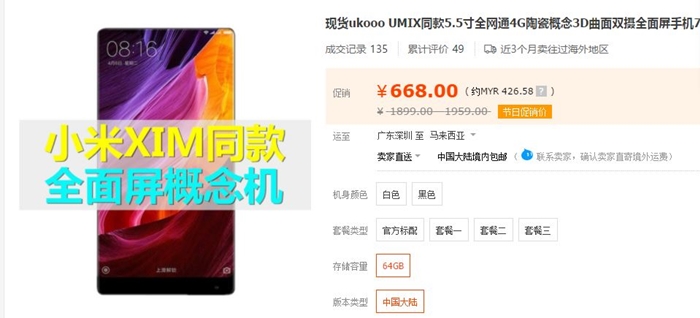 08:16
小米XIM同款
全面屏概念机
现货ukooo UMIX同款5.5寸全网通4G陶瓷概念3D曲面双摄全面屏手机7
成交记录 135 累计评价 49 近3个月卖往过海外地区
促销 ¥668.00 (约MYR 426.58 ?)
¥ 1899.00 - 1959.00 节日促销价
运至 广东深圳 至 马来西亚
卖家直送 中国大陆境内包邮 ( 联系卖家，确认卖家直寄境外运费)
机身颜色 白色 黑色
套餐类型 官方标配 套餐一 套餐二 套餐三
存储容量 64GB
版本类型 中国大陆